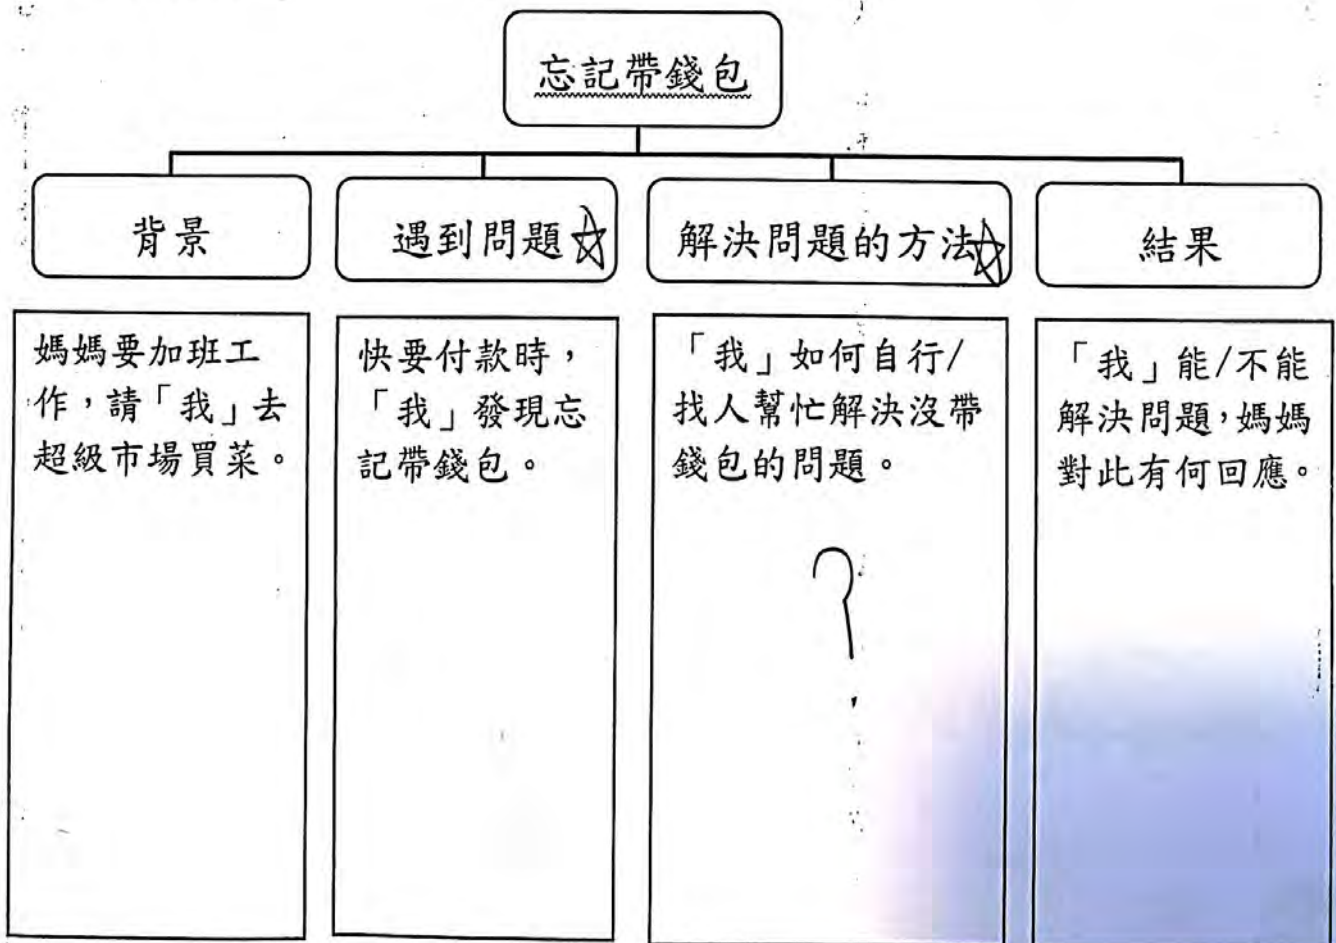 忘記帶錢包
背景
遇到問題☆
解決問題的方法☆
結果
媽媽要加班工
作，請「我」去
超級市場買菜。
快要付款時，
「我」發現忘
記帶錢包。
「我」如何自行/
找人幫忙解決沒帶
錢包的問題。
?
「我」能/不能
解決問題，媽媽
對此有何回應。